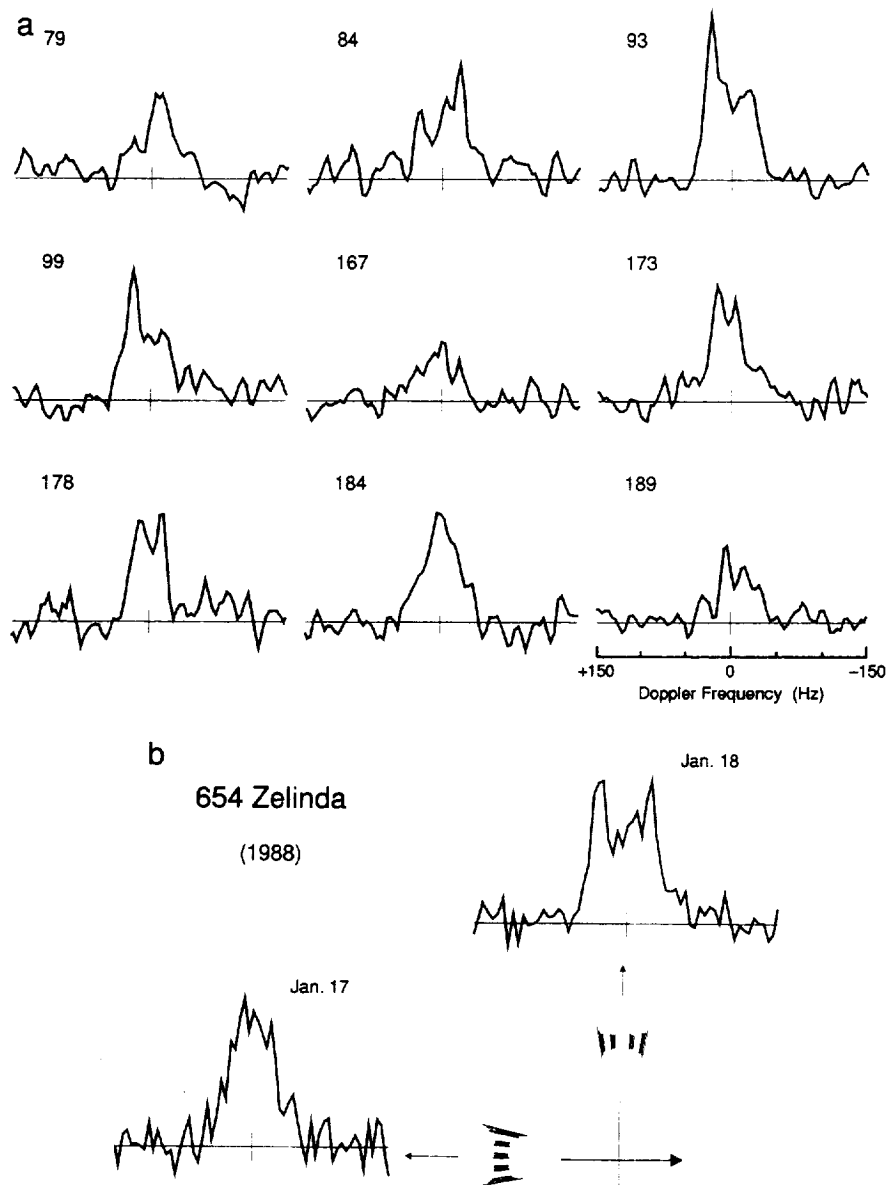 a
79
84
93
99
167
173
178
184
189
+150
0
−150
Doppler Frequency (Hz)
b
654 Zelinda
(1988)
Jan. 18
Jan. 17